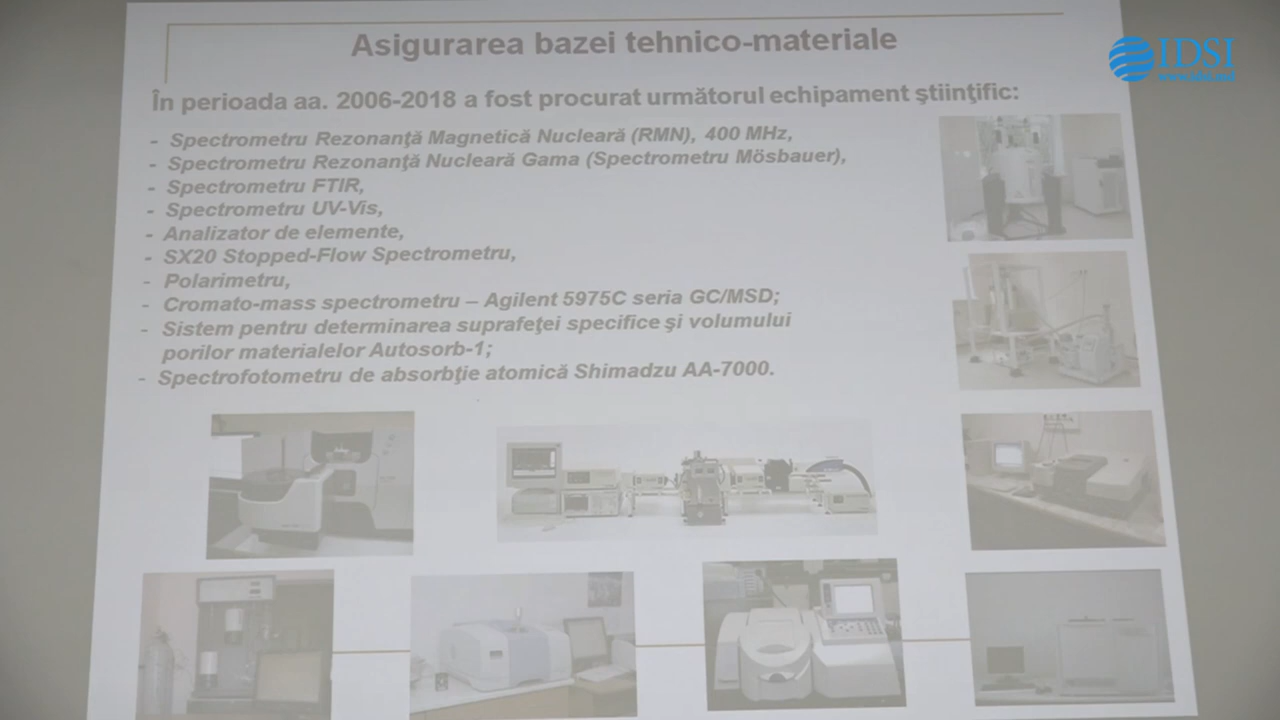 Asigurarea bazei tehnico-materiale
IDSI
www.idsi.md
În perioada aa. 2006-2018 a fost procurat următorul echipament ştiinţific:
- Spectrometru Rezonanţă Magnetică Nucleară (RMN), 400 MHz,
- Spectrometru Rezonanţă Nucleară Gama (Spectrometru Mösbauer),
- Spectrometru FTIR,
- Spectrometru UV-Vis,
- Analizator de elemente,
- SX20 Stopped-Flow Spectrometru,
- Polarimetru,
- Cromato-mass spectrometru – Agilent 5975C seria GC/MSD;
- Sistem pentru determinarea suprafeţei specifice şi volumului
porilor materialelor Autosorb-1;
- Spectrofotometru de absorbţie atomică Shimadzu AA-7000.